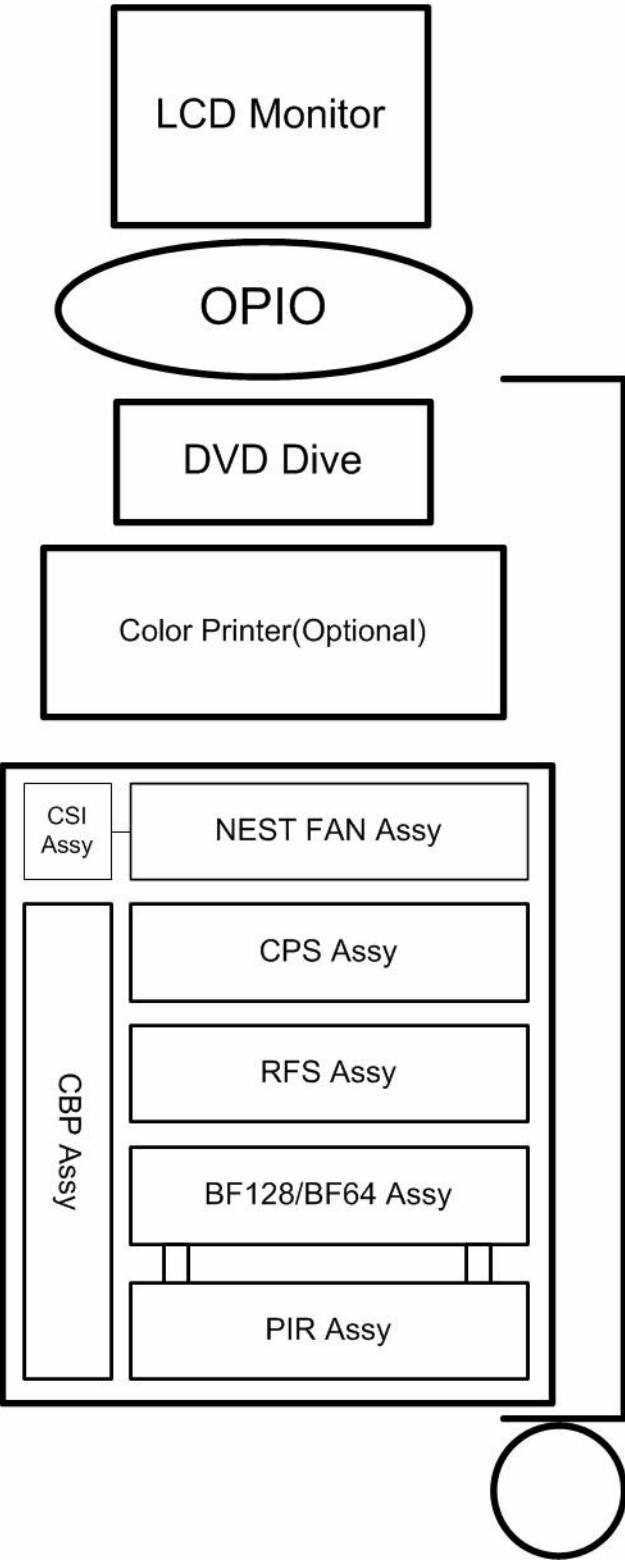 LCD Monitor
OPIO
DVD Dive
Color Printer(Optional)
CSI
Assy
NEST FAN Assy
CPS Assy
RFS Assy
CBP Assy
BF128/BF64 Assy
PIR Assy